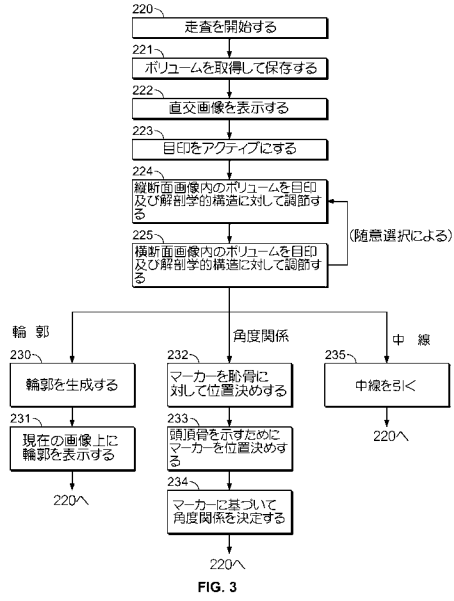 220
走査を開始する
221
ボリュームを取得して保存する
222
直交画像を表示する
223
目印をアクティブにする
224
縦断面画像内のボリュームを目印
及び解剖学的構造に対して調節す
る
(随意選択による)
225
横断面画像内のボリュームを目印
及び解剖学的構造に対して調節す
る
輪 郭
角度関係
中 線
230
輪郭を生成する
232
マーカーを恥骨に
対して位置決めする
235
中線を引く
220へ
231
現在の画像上に
輪郭を表示する
220へ
233
頭頂骨を示すために
マーカーを位置決めす
る
234
マーカーに基づいて
角度関係を決定する
220へ
FIG. 3